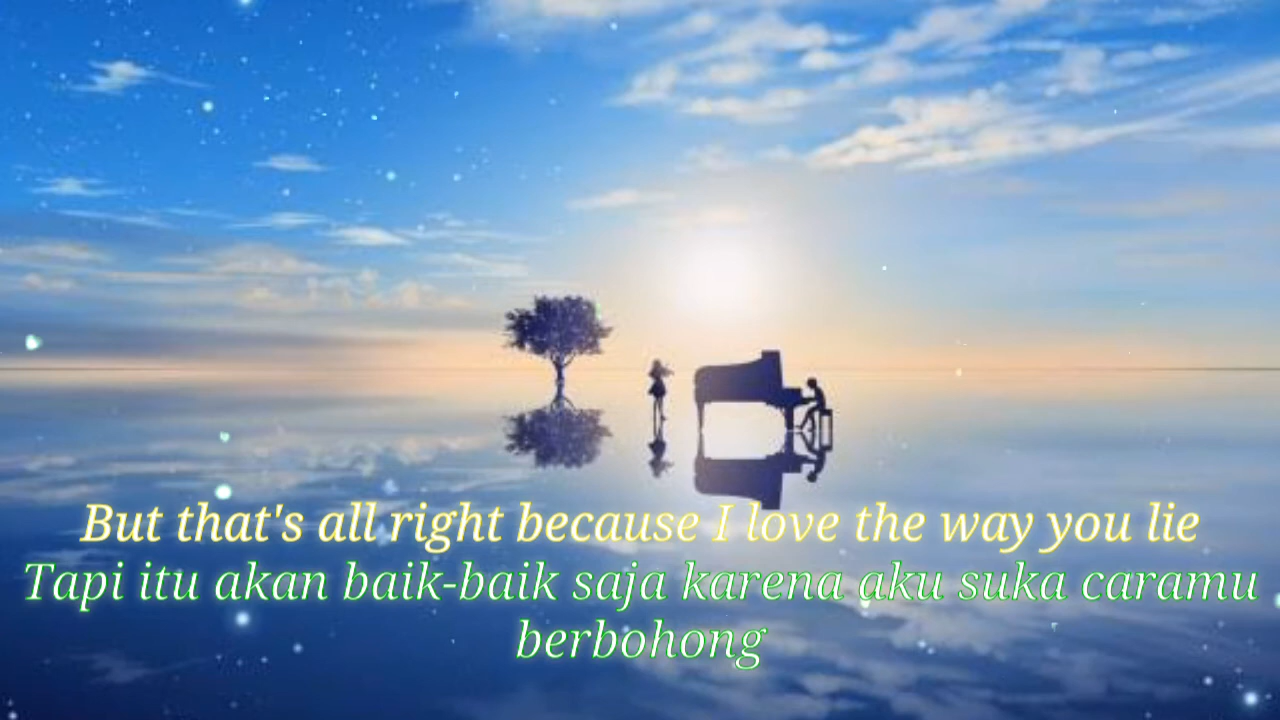 But that's all right because I love the way you lie
Tapi itu akan baik-baik saja karena aku suka caramu
berbohong